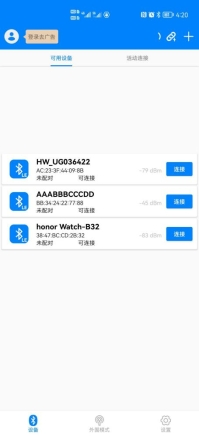 4:20
登录去广告
可用设备
活动连接
HW_UG036422
AC:23:3F:44:09:8B
未配对 可连接
-79 dBm
连接
AAABBBCCCDD
BB:34:24:22:77:88
未配对 可连接
-45 dBm
连接
honor Watch-B32
38:47:BC:CD:2B:32
未配对 可连接
-83 dBm
连接
设备
外围模式
设置